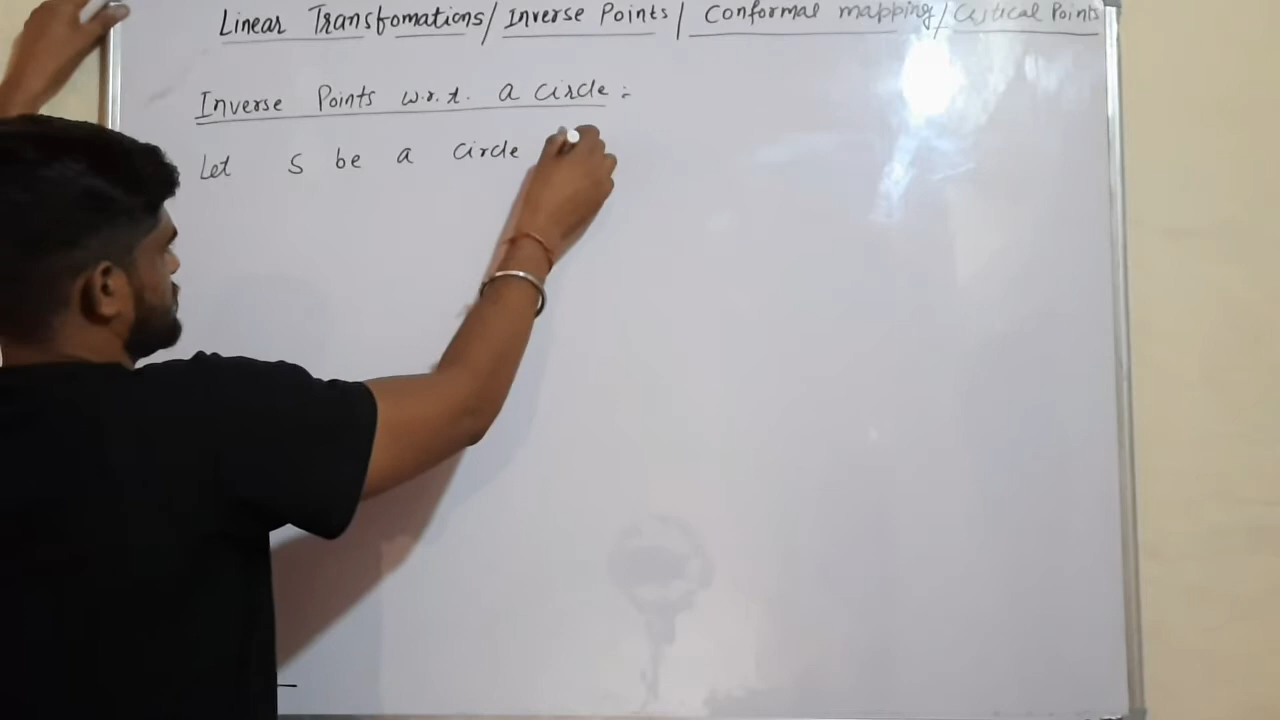 Linear Transfomations/ Inverse Points / Conformal mapping / Critical Points
Inverse Points w.r.t. a circle :
Let S be a circle